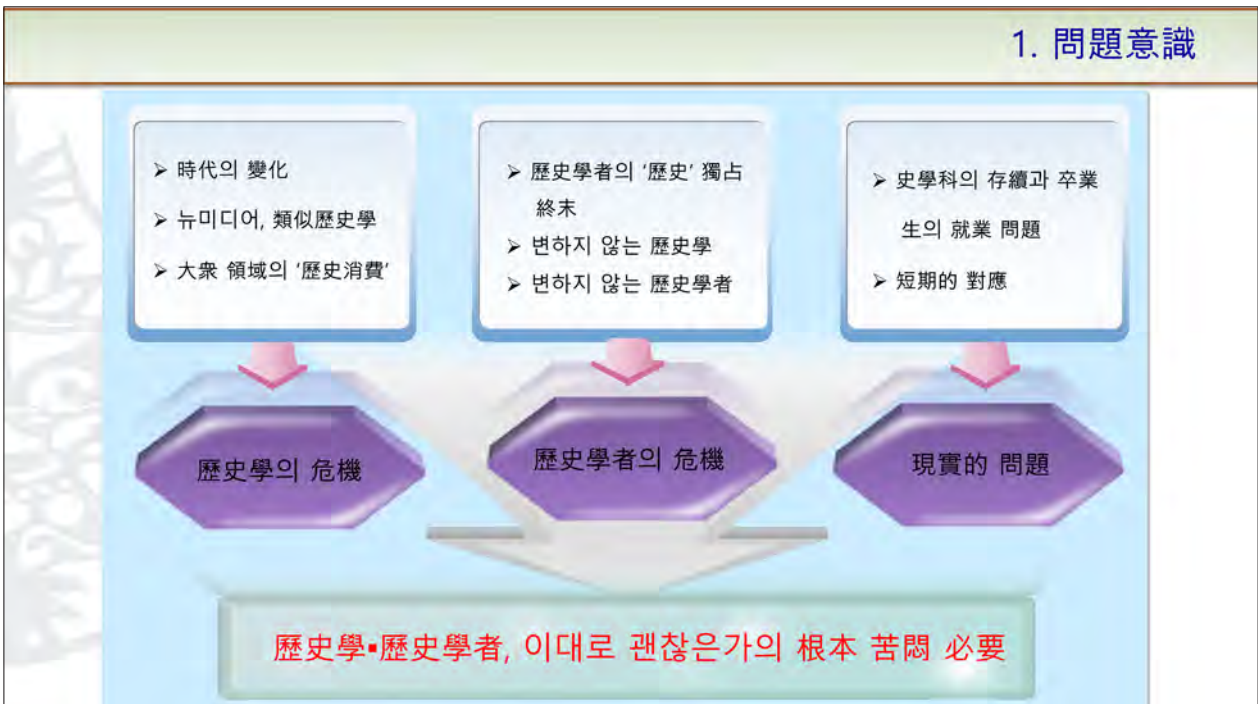 1. 問題意識
➢ 時代의 變化
➢ 뉴미디어, 類似歷史學
➢ 大衆 領域의 ‘歷史消費’
➢ 歷史學者의 ‘歷史’ 獨占
終末
➢ 변하지 않는 歷史學
➢ 변하지 않는 歷史學者
➢ 史學科의 存續과 卒業
生의 就業 問題
➢ 短期的 對應
歷史學의 危機
歷史學者의 危機
現實的 問題
歷史學▪歷史學者, 이대로 괜찮은가의 根本 苦悶 必要